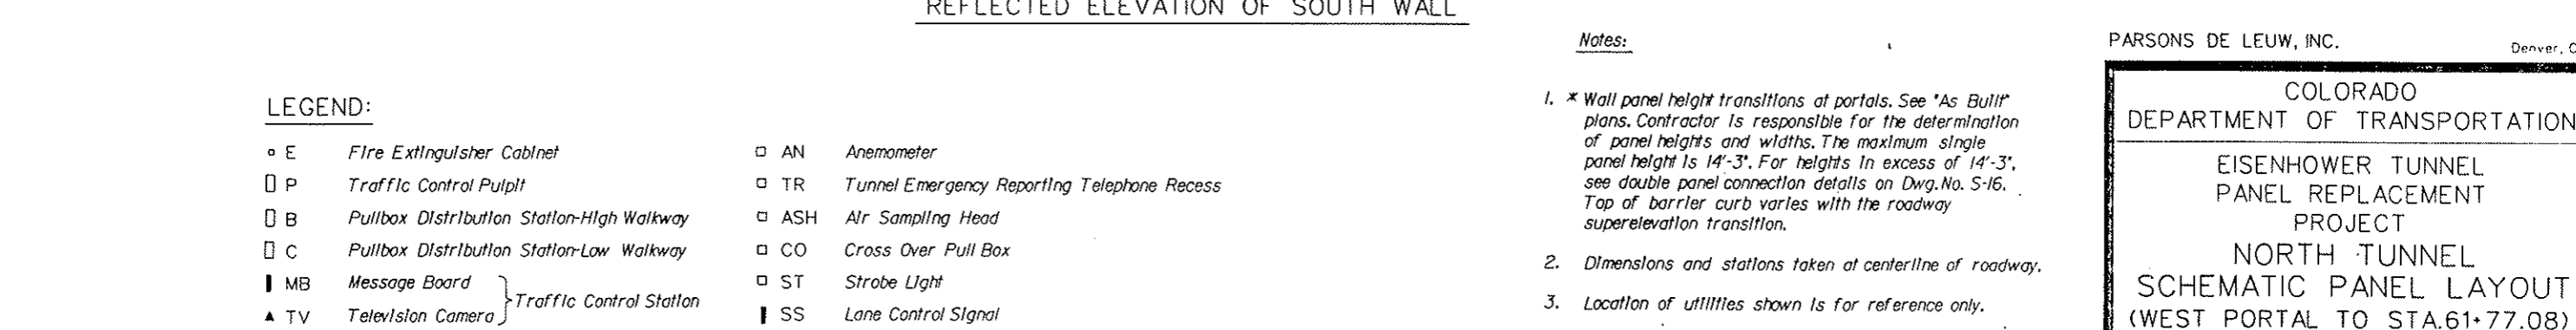 REFLECTED ELEVATION OF SOUTH WALL
LEGEND:
E Fire Extinguisher Cabinet
P Traffic Control Pulpit
B Pullbox Distribution Station-High Walkway
C Pullbox Distribution Station-Low Walkway
MB Message Board
TV Television Camera
Traffic Control Station
AN Anemometer
TR Tunnel Emergency Reporting Telephone Recess
ASH Air Sampling Head
CO Cross Over Pull Box
ST Strobe Light
SS Lane Control Signal
Notes:
1. * Wall panel height transitions at portals. See "As Built"
plans. Contractor is responsible for the determination
of panel heights and widths. The maximum single
panel height is 14'-3". For heights in excess of 14'-3",
see double panel connection details on Dwg. No. S-16.
Top of barrier curb varies with the roadway
superelevation transition.
2. Dimensions and stations taken at centerline of roadway.
3. Location of utilities shown is for reference only.
PARSONS DE LEUW, INC.
Denver, C
COLORADO
DEPARTMENT OF TRANSPORTATION
EISENHOWER TUNNEL
PANEL REPLACEMENT
PROJECT
NORTH TUNNEL
SCHEMATIC PANEL LAYOUT
(WEST PORTAL TO STA.61+77.08)